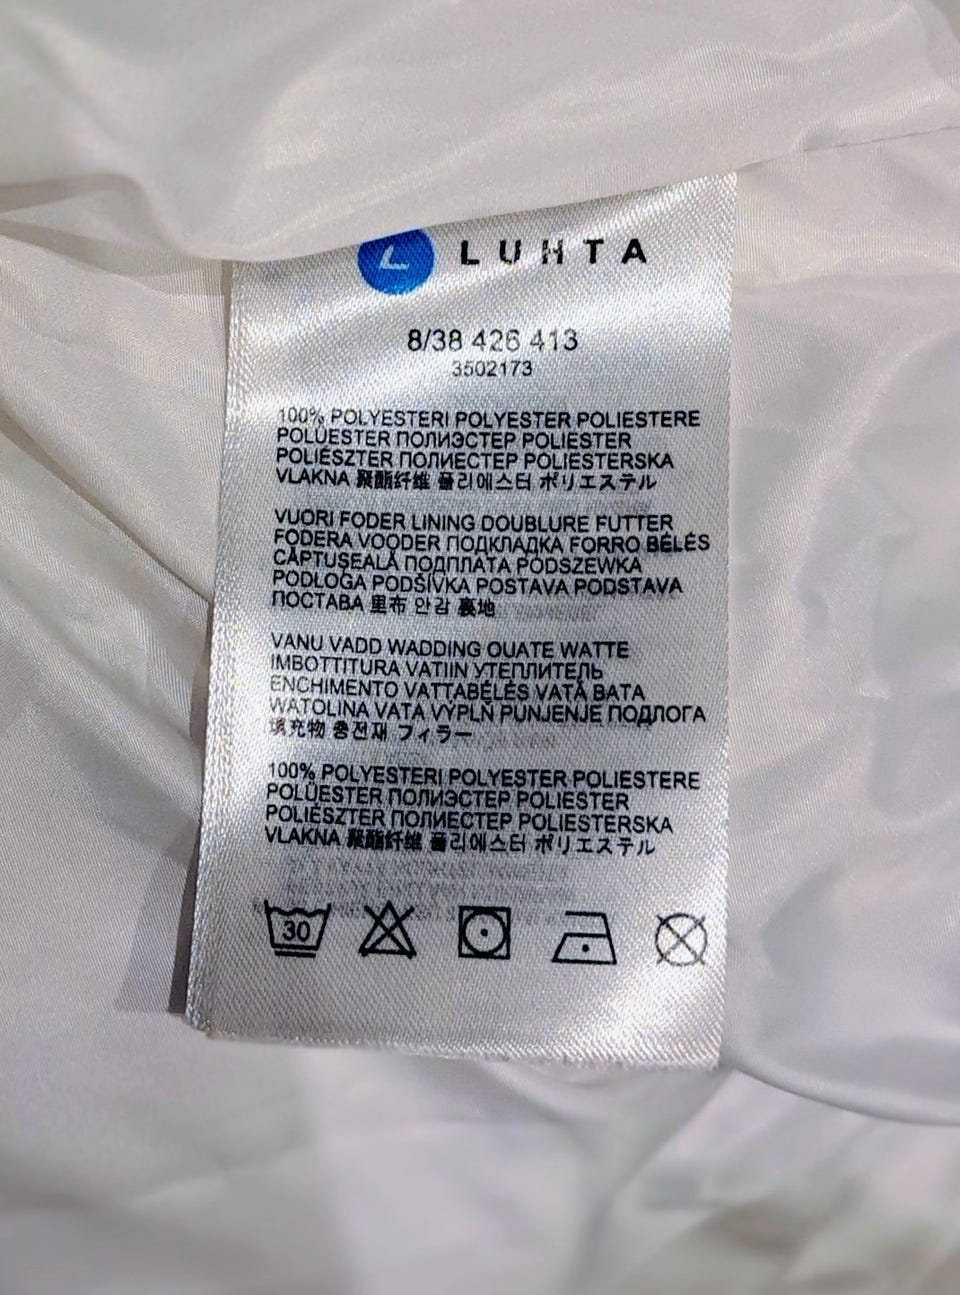 L LUHTA
8/38 426 413
3502173
100% POLYESTERI POLYESTER POLIESTERE
POLÜESTER ПОЛИЭСТЕР POLIESTER
POLIÉSZTER ПОЛИЕСТЕР POLIESTERSKA
VLAKNA 聚酯纤维 폴리에스터 ポリエステル
VUORI FODER LINING DOUBLURE FUTTER
FODERA VOODER ПОДКЛАДКА FORRO BÉLÉS
CĂPTUŞEALĂ ПОДПЛАТА PODSZEWKA
PODLOGA PODŠÍVKA POSTAVA PODSTAVA
ПОСТАВА 里布 안감 裏地
VANU VADD WADDING OUATE WATTE
IMBOTTITURA VATIIN УТЕПЛИТЕЛЬ
ENCHIMENTO VATTABÉLÉS VATĂ ВАТА
WATOLINA VATA VÝPLŇ PUNJENJE ПОДЛОГА
填充物 충전재 フィラー
100% POLYESTERI POLYESTER POLIESTERE
POLÜESTER ПОЛИЭСТЕР POLIESTER
POLIÉSZTER ПОЛИЕСТЕР POLIESTERSKA
VLAKNA 聚酯纤维 폴리에스터 ポリエステル
30